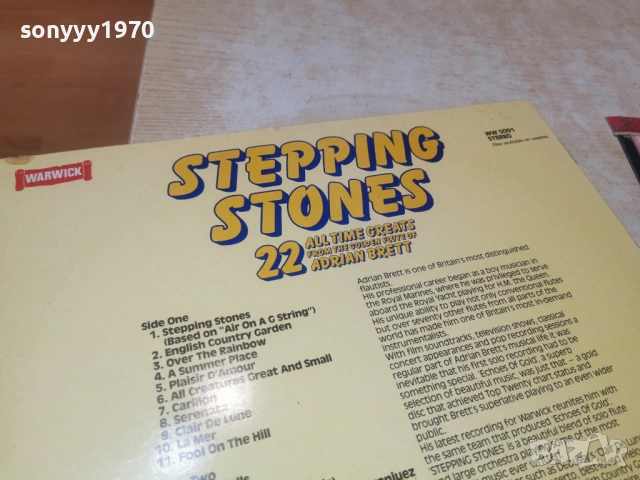 sonyyy1970
WARWICK
STEPPING
STONES
22 ALL TIME GREATS
FROM THE GOLDEN FLUTE OF
ADRIAN BRETT
WW 5051
STEREO
Also available on cassette
Side One
1. Stepping Stones
(Based on "Air On A G String")
2. English Country Garden
3. Over The Rainbow
4. A Summer Place
5. Plaisir D'Amour
6. All Creatures Great And Small
7. Carillon
8. Serenata
9. Clair De Lune
10. La Mer
11. Fool On The Hill
Two
Adrian Brett is one of Britain's most distinguished
flautists.
His professional career began as a boy musician in
the Royal Marines, where he was privileged to serve
aboard the Royal Yacht playing for H.M. the Queen.
His unique ability to play not only conventional flutes
but over seventy other flutes from all parts of the
world has made him one of Britain's most in-demand
instrumentalists.
With film soundtracks, television shows, classical
concert appearances and pop recording sessions a
regular part of Adrian Brett's musical life it was
inevitable that his first solo recording had to be
something special. 'Echoes Of Gold', a superb
selection of beautiful music, was just that – a gold
disc that achieved Top Twenty chart status and
brought Brett's superlative playing to an even wider
public.
His latest recording for Warwick reunites him with
the same team that produced 'Echoes Of Gold'.
'STEPPING STONES' is a beautiful blend of solo flute
and large orchestra playing some of the most
music ever
BAZAR